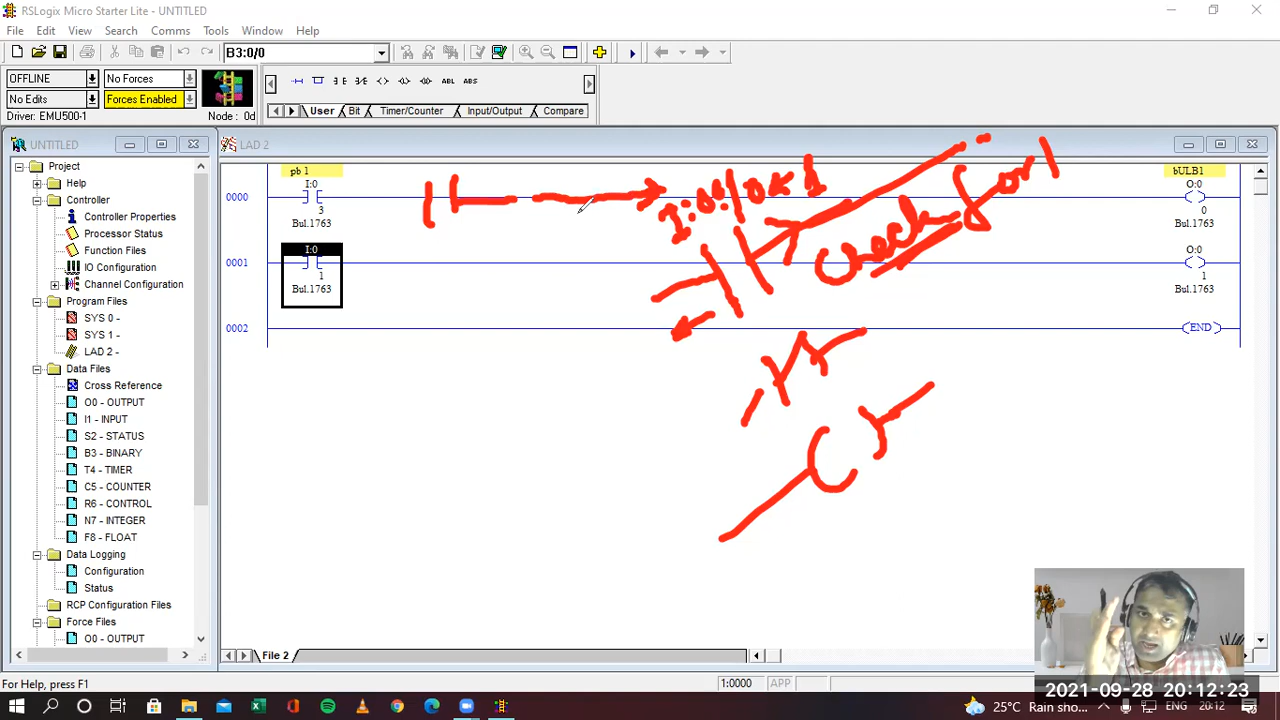 RSLogix Micro Starter Lite - UNTITLED
File Edit View Search Comms Tools Window Help
B3:0/0
OFFLINE No Forces
No Edits Forces Enabled
Driver: EMU500-1 Node : 0d
ABL ABS
User Bit Timer/Counter Input/Output Compare
UNTITLED
Project
Help
Controller
Controller Properties
Processor Status
Function Files
IO Configuration
Channel Configuration
Program Files
SYS 0 -
SYS 1 -
LAD 2 -
Data Files
Cross Reference
O0 - OUTPUT
I1 - INPUT
S2 - STATUS
B3 - BINARY
T4 - TIMER
C5 - COUNTER
R6 - CONTROL
N7 - INTEGER
F8 - FLOAT
Data Logging
Configuration
Status
RCP Configuration Files
Force Files
O0 - OUTPUT
LAD 2
pb 1 bULB1
I:0 O:0
0000
3 0
Bul.1763 Bul.1763
I:0 O:0
0001
1 1
Bul.1763 Bul.1763
0002 END
Check for 1
File 2
For Help, press F1
1:0000 APP
2021-09-28 20:12:23
25°C Rain sho... ENG 20:12